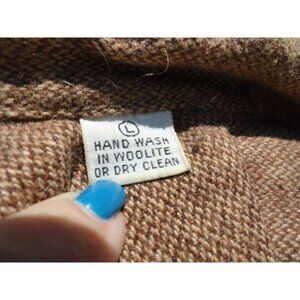 L
HAND WASH
IN WOOLITE
OR DRY CLEAN